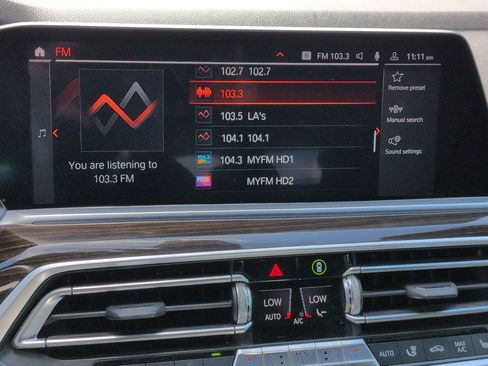 FM
FM 103.3
11:11 am
102.7 102.7
103.3
103.5 LA's
104.1 104.1
104.3 MYFM HD1
MYFM HD2
You are listening to
103.3 FM
Remove preset
Manual search
Sound settings
LOW
LOW
AUTO
A/C
AUTO
MAX
A/C